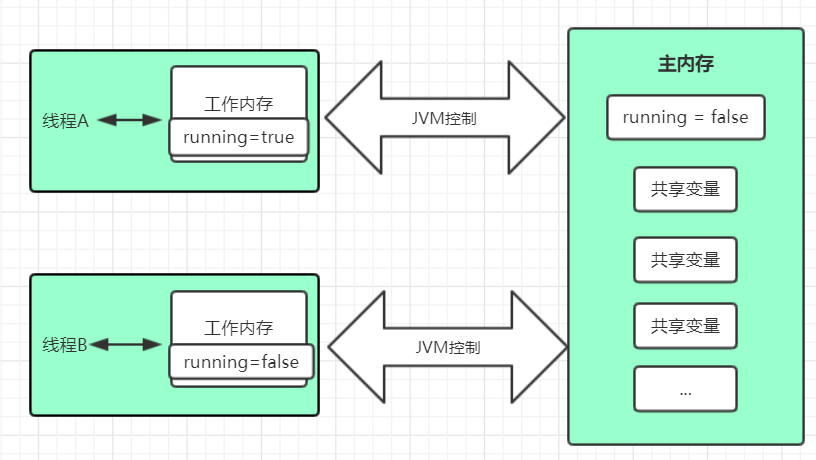 线程A
工作内存
running=true
JVM控制
主内存
running = false
共享变量
共享变量
共享变量
...
线程B
工作内存
running=false
JVM控制